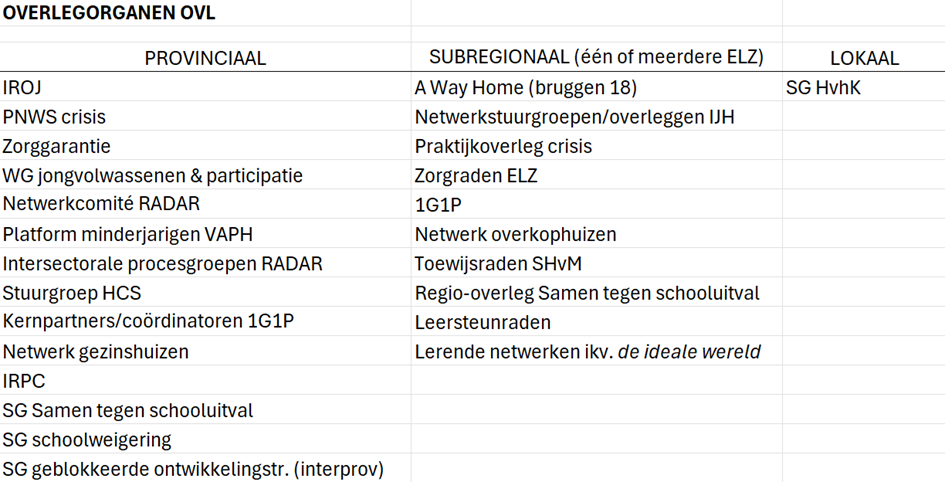 OVERLEGORGANEN OVL
PROVINCIAAL SUBREGIONAAL (één of meerdere ELZ) LOKAAL
IROJ A Way Home (bruggen 18) SG HvhK
PNWS crisis Netwerkstuurgroepen/overleggen IJH
Zorggarantie Praktijkoverleg crisis
WG jongvolwassenen & participatie Zorgraden ELZ
Netwerkcomité RADAR 1G1P
Platform minderjarigen VAPH Netwerk overkophuizen
Intersectorale procesgroepen RADAR Toewijsraden SHvM
Stuurgroep HCS Regio-overleg Samen tegen schooluitval
Kernpartners/coördinatoren 1G1P Leersteunraden
Netwerk gezinshuizen Lerende netwerken ikv. de ideale wereld
IRPC
SG Samen tegen schooluitval
SG schoolweigering
SG geblokkeerde ontwikkelingstr. (interprov)